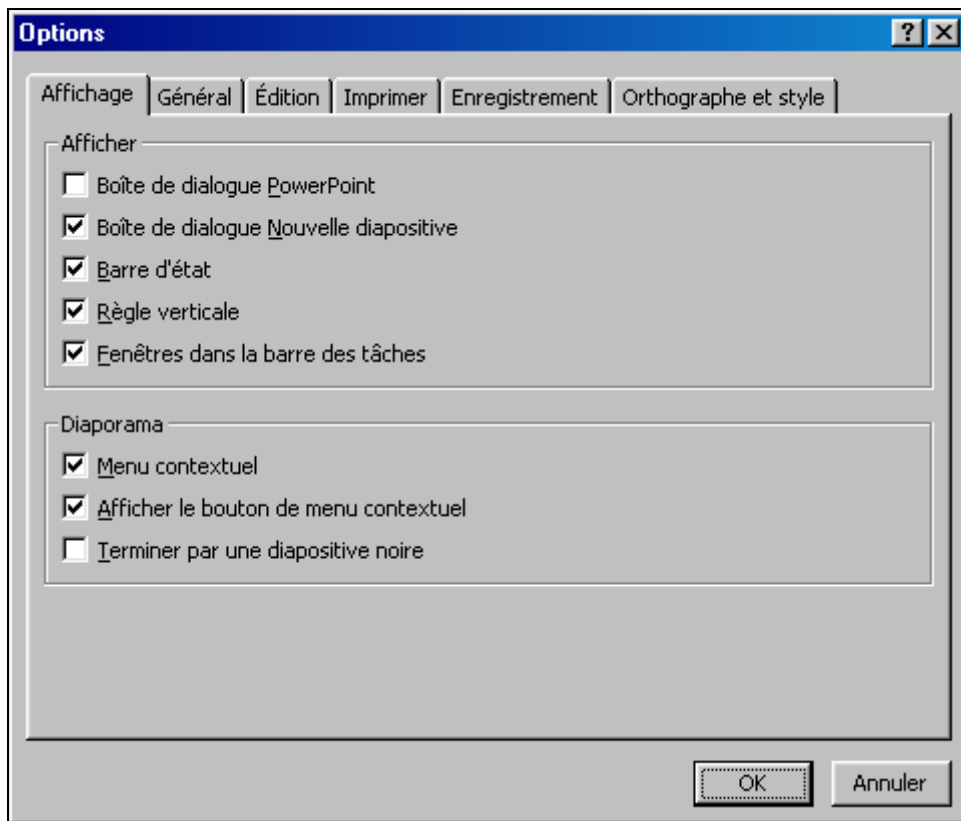 Options
Affichage Général Édition Imprimer Enregistrement Orthographe et style
Afficher
Boîte de dialogue PowerPoint
Boîte de dialogue Nouvelle diapositive
Barre d'état
Règle verticale
Fenêtres dans la barre des tâches
Diaporama
Menu contextuel
Afficher le bouton de menu contextuel
Terminer par une diapositive noire
OK Annuler